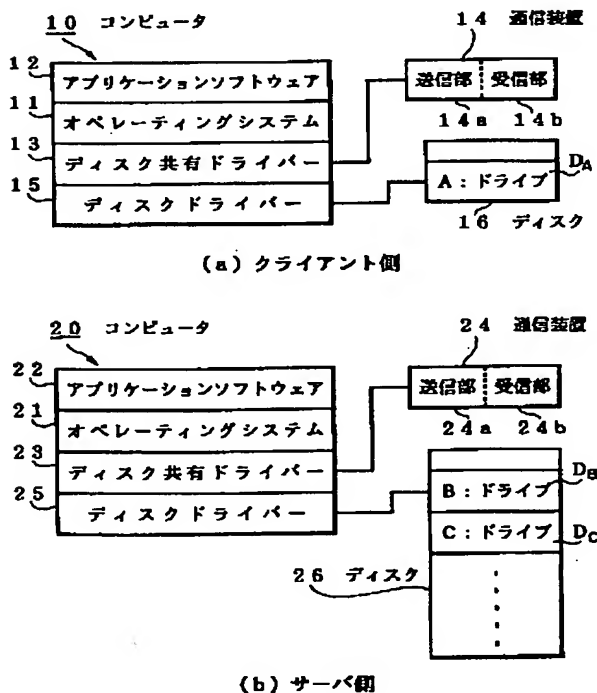 10 コンピュータ
14 通信装置
12 アプリケーションソフトウェア
送信部 受信部
11 オペレーティングシステム
14a 14b
13 ディスク共有ドライバー
DA
15 ディスクドライバー
A:ドライブ
16 ディスク
(a) クライアント側
20 コンピュータ
24 通信装置
22 アプリケーションソフトウェア
送信部 受信部
21 オペレーティングシステム
24a 24b
23 ディスク共有ドライバー
DB
25 ディスクドライバー
B:ドライブ
C:ドライブ DC
26 ディスク
(b) サーバ側